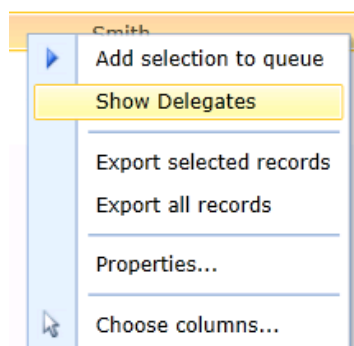 Smith
Add selection to queue
Show Delegates
Export selected records
Export all records
Properties...
Choose columns...